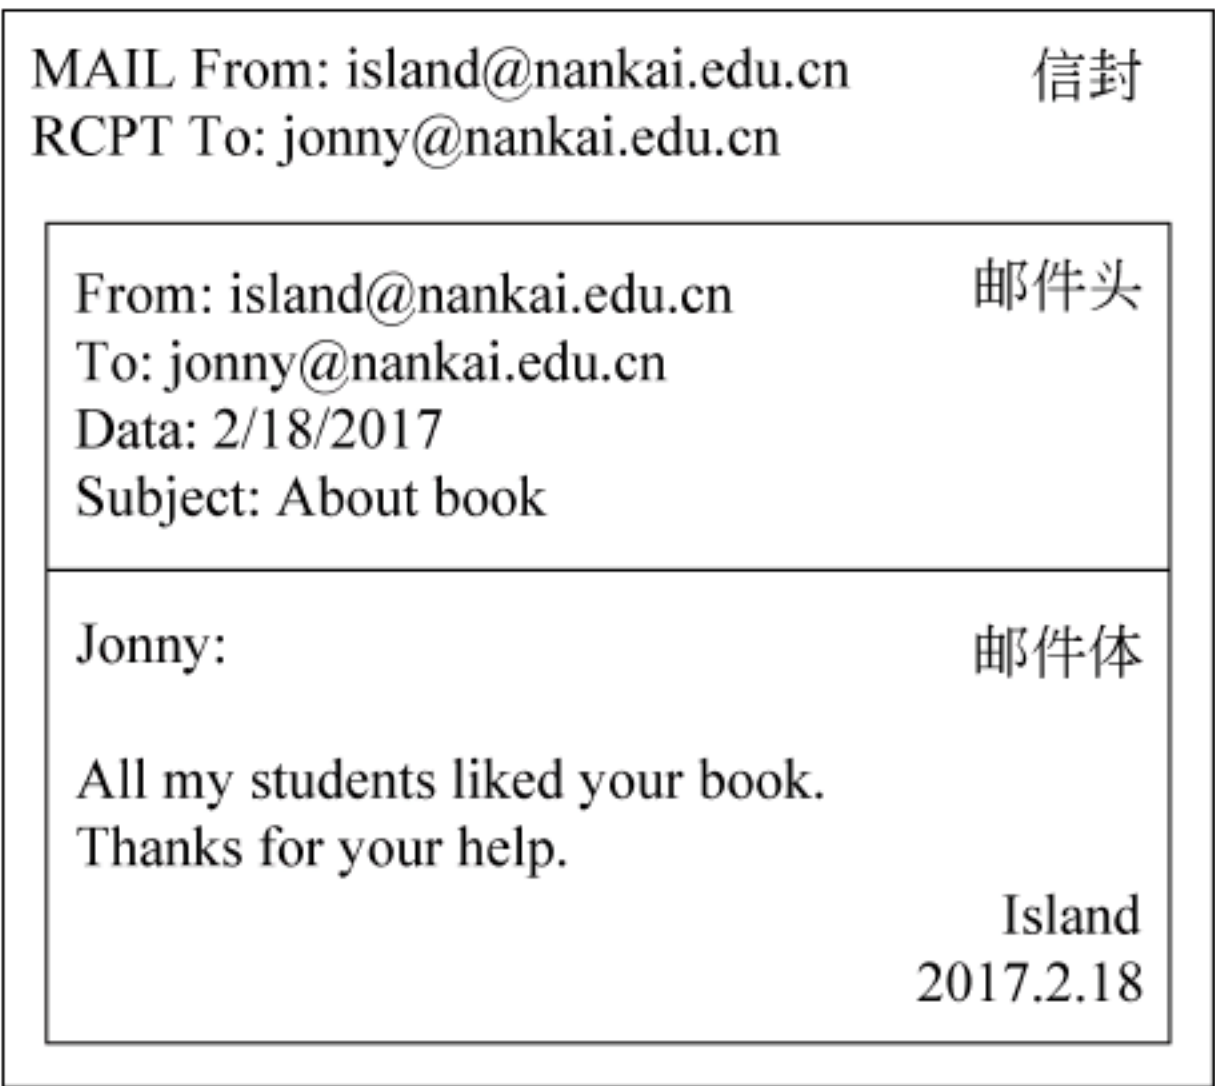 MAIL From: island@nankai.edu.cn 信封
RCPT To: jonny@nankai.edu.cn
From: island@nankai.edu.cn 邮件头
To: jonny@nankai.edu.cn
Data: 2/18/2017
Subject: About book
Jonny: 邮件体
All my students liked your book.
Thanks for your help.
Island
2017.2.18